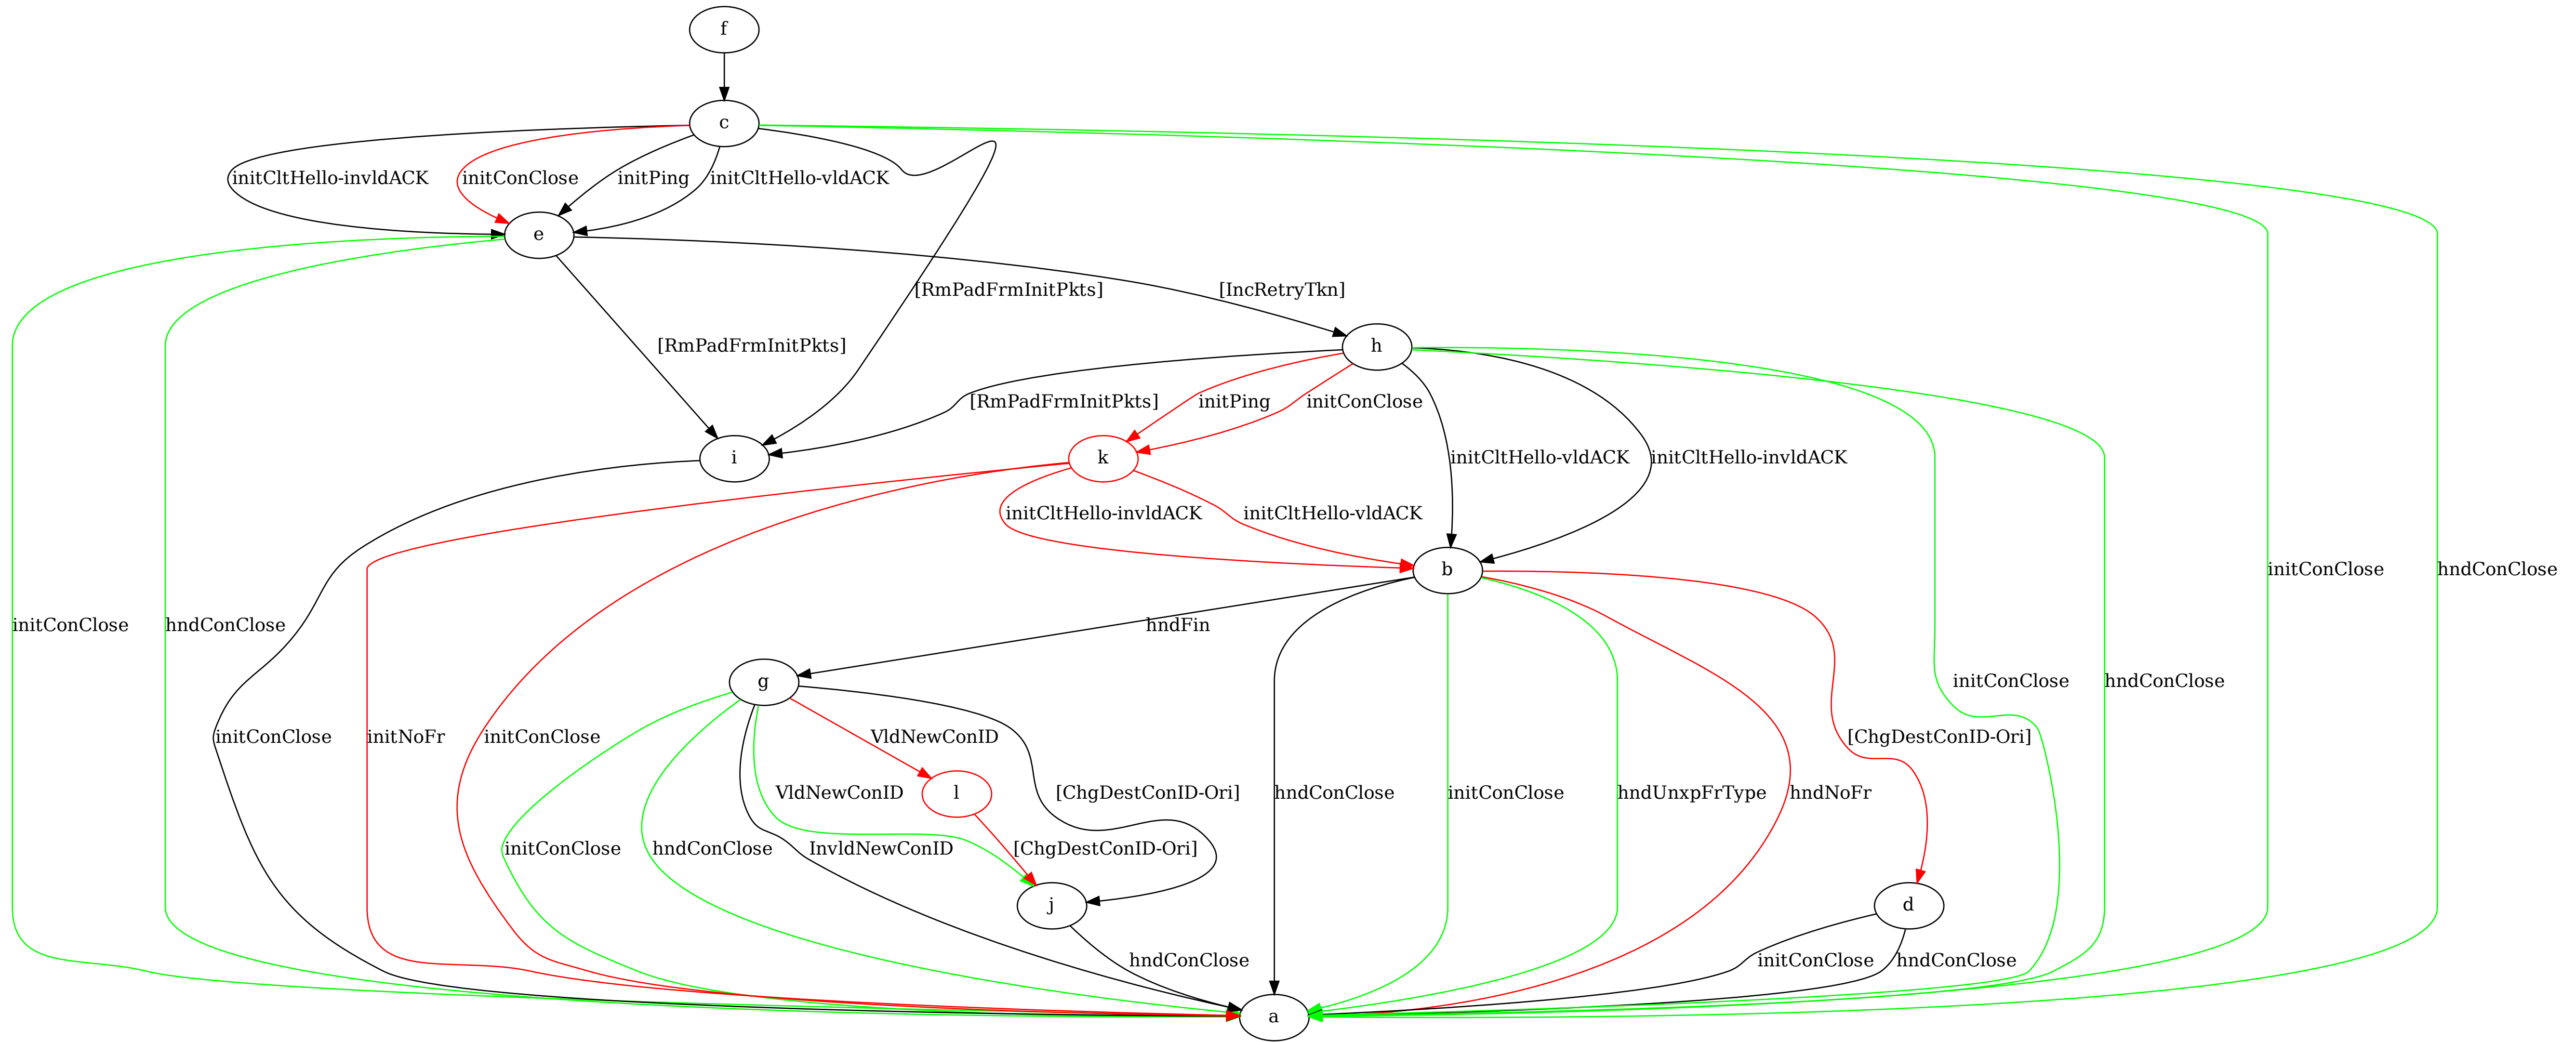 f
c
initCltHello-invldACK
initConClose
initPing
initCltHello-vldACK
e
[RmPadFrmInitPkts]
[IncRetryTkn]
[RmPadFrmInitPkts]
h
[RmPadFrmInitPkts]
initPing
initConClose
i
k
initCltHello-vldACK
initCltHello-invldACK
initCltHello-invldACK
initCltHello-vldACK
b
initConClose
hndConClose
initConClose
hndConClose
hndFin
g
initConClose
hndConClose
initConClose
initNoFr
initConClose
VldNewConID
[ChgDestConID-Ori]
VldNewConID
l
[ChgDestConID-Ori]
hndConClose
initConClose
hndUnxpFrType
hndNoFr
initConClose
hndConClose
InvldNewConID
[ChgDestConID-Ori]
j
d
hndConClose
initConClose
hndConClose
a